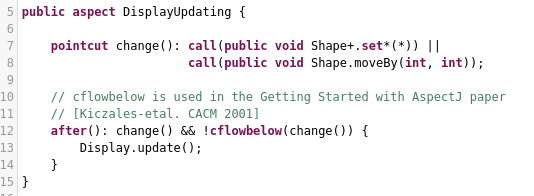 5 public aspect DisplayUpdating {
6
7     pointcut change(): call(public void Shape+.set*(*)) ||
8                        call(public void Shape.moveBy(int, int));
9
10     // cflowbelow is used in the Getting Started with AspectJ paper
11     // [Kiczales-etal. CACM 2001]
12     after(): change() && !cflowbelow(change()) {
13         Display.update();
14     }
15 }